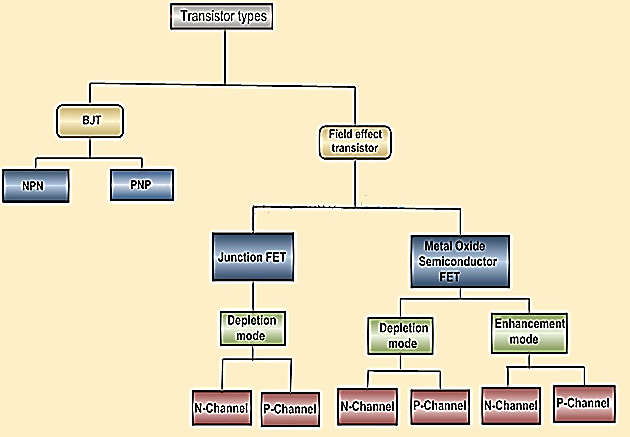 Transistor types
BJT
Field effect
transistor
NPN
PNP
Junction FET
Metal Oxide
Semiconductor
FET
Depletion
mode
Depletion
mode
Enhancement
mode
N-Channel
P-Channel
N-Channel
P-Channel
N-Channel
P-Channel